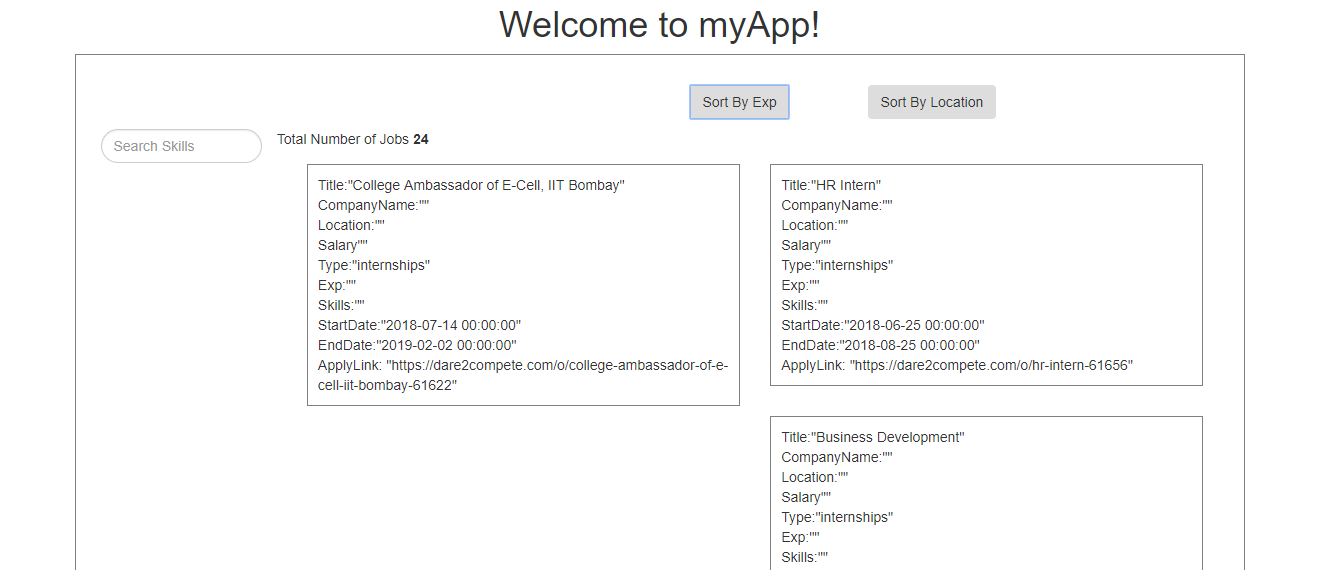 Welcome to myApp!
Sort By Exp
Sort By Location
Search Skills
Total Number of Jobs 24
Title:"College Ambassador of E-Cell, IIT Bombay"
CompanyName:""
Location:""
Salary""
Type:"internships"
Exp:""
Skills:""
StartDate:"2018-07-14 00:00:00"
EndDate:"2019-02-02 00:00:00"
ApplyLink: "https://dare2compete.com/o/college-ambassador-of-e-
cell-iit-bombay-61622"
Title:"HR Intern"
CompanyName:""
Location:""
Salary""
Type:"internships"
Exp:""
Skills:""
StartDate:"2018-06-25 00:00:00"
EndDate:"2018-08-25 00:00:00"
ApplyLink: "https://dare2compete.com/o/hr-intern-61656"
Title:"Business Development"
CompanyName:""
Location:""
Salary""
Type:"internships"
Exp:""
Skills:""